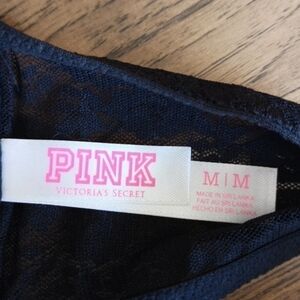 PINK
VICTORIA'S SECRET
M|M
MADE IN SRI LANKA
FAIT AU SRI LANKA
HECHO EN SRI LANKA